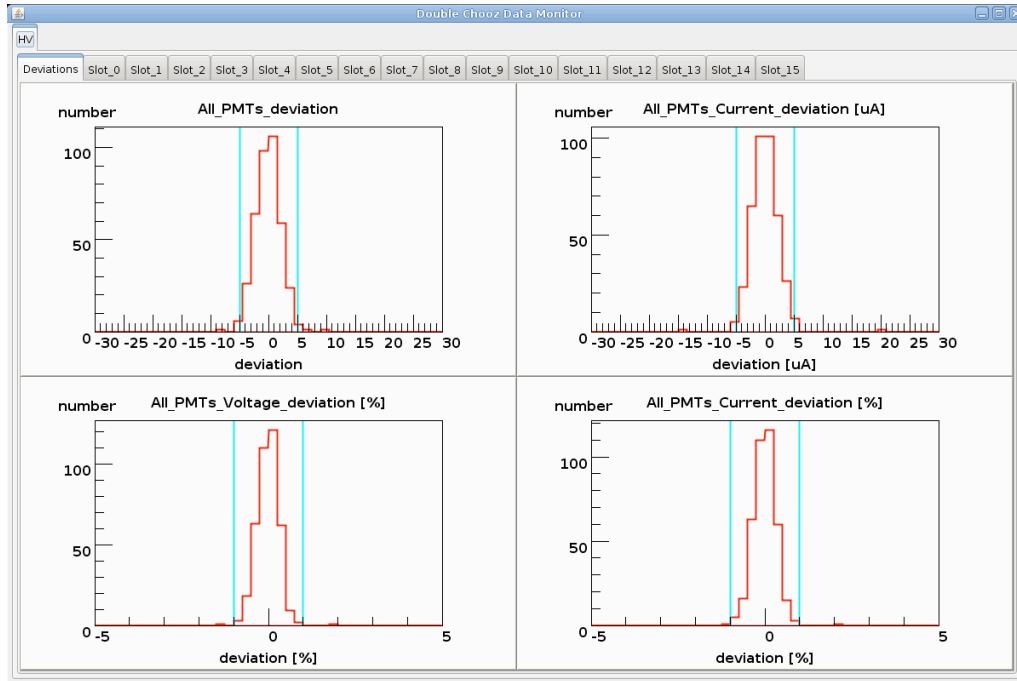 Double Chooz Data Monitor
HV
Deviations Slot_0 Slot_1 Slot_2 Slot_3 Slot_4 Slot_5 Slot_6 Slot_7 Slot_8 Slot_9 Slot_10 Slot_11 Slot_12 Slot_13 Slot_14 Slot_15
number All_PMTs_deviation
100
50
0
-30 -25 -20 -15 -10 -5 0 5 10 15 20 25 30
deviation
number All_PMTs_Current_deviation [uA]
100
50
0
-30 -25 -20 -15 -10 -5 0 5 10 15 20 25 30
deviation [uA]
number All_PMTs_Voltage_deviation [%]
100
50
0
-5 0 5
deviation [%]
number All_PMTs_Current_deviation [%]
100
50
0
-5 0 5
deviation [%]